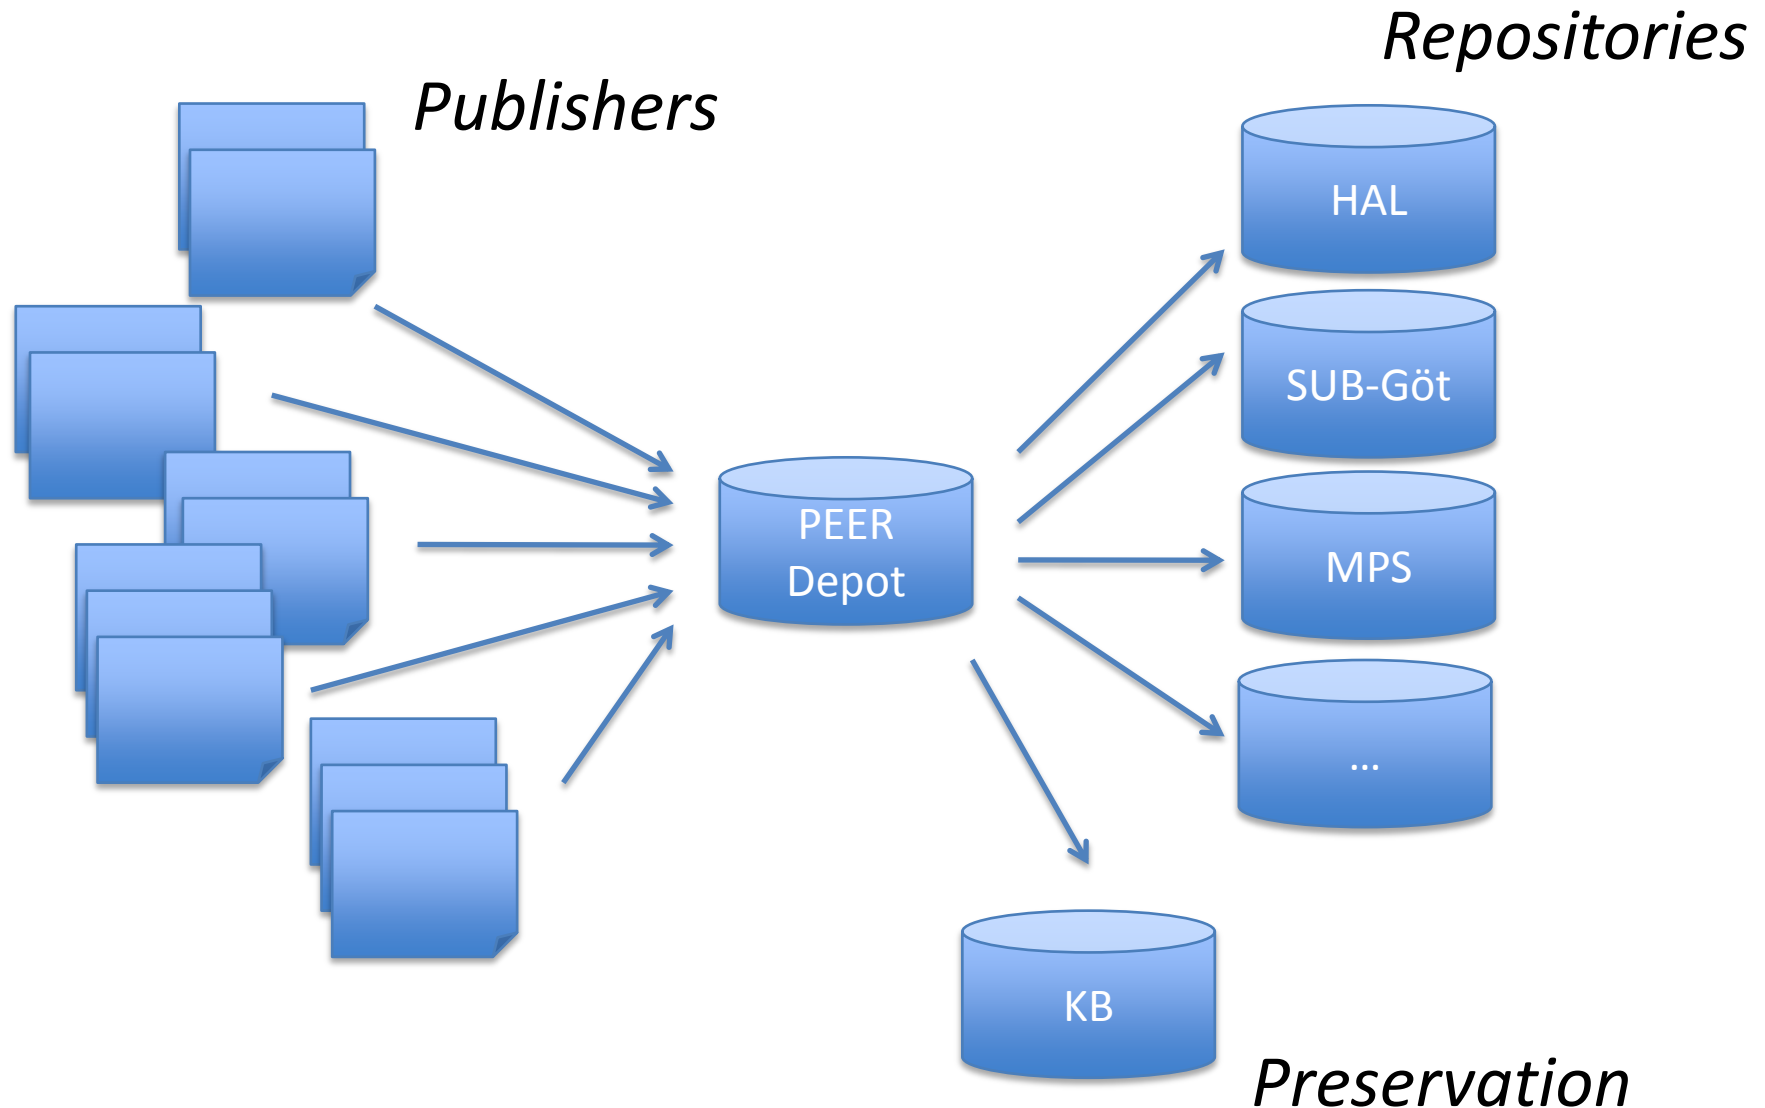 Repositories
Publishers
HAL
SUB-Göt
PEER
Depot
MPS
...
KB
Preservation